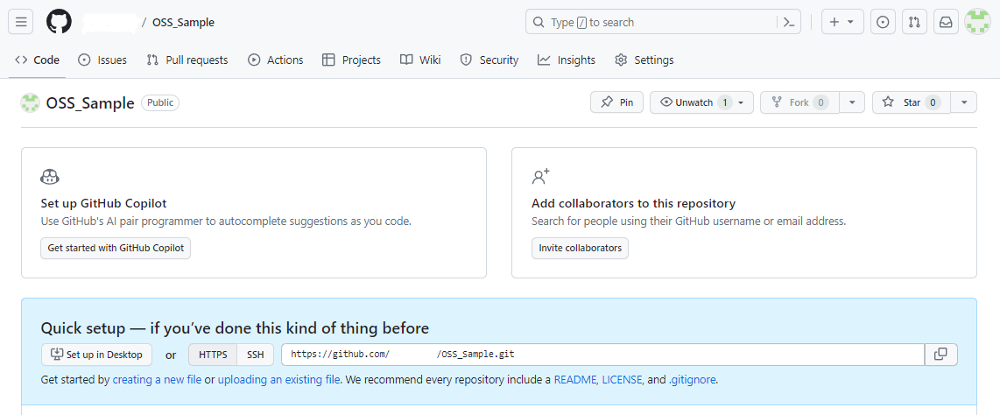 / OSS_Sample
Type / to search
Code Issues Pull requests Actions Projects Wiki Security Insights Settings
OSS_Sample Public
Pin Unwatch 1 Fork 0 Star 0
Set up GitHub Copilot
Use GitHub's AI pair programmer to autocomplete suggestions as you code.
Get started with GitHub Copilot
Add collaborators to this repository
Search for people using their GitHub username or email address.
Invite collaborators
Quick setup — if you’ve done this kind of thing before
Set up in Desktop or HTTPS SSH https://github.com/ /OSS_Sample.git
Get started by creating a new file or uploading an existing file. We recommend every repository include a README, LICENSE, and .gitignore.